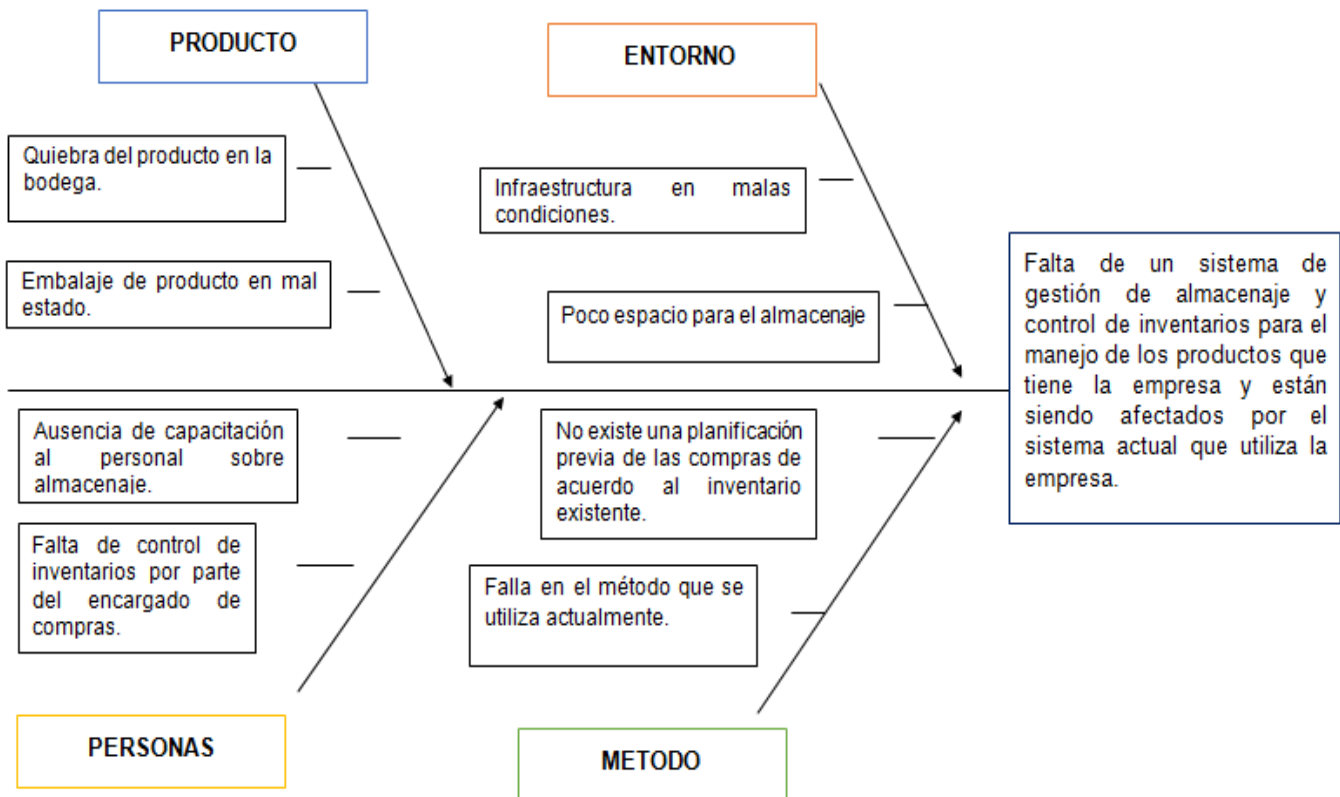 PRODUCTO
ENTORNO
Quiebra del producto en la
bodega.
Infraestructura en malas
condiciones.
Embalaje de producto en mal
estado.
Poco espacio para el almacenaje
Falta de un sistema de
gestión de almacenaje y
control de inventarios para el
manejo de los productos que
tiene la empresa y están
siendo afectados por el
sistema actual que utiliza la
empresa.
Ausencia de capacitación
al personal sobre
almacenaje.
No existe una planificación
previa de las compras de
acuerdo al inventario
existente.
Falta de control de
inventarios por parte
del encargado de
compras.
Falla en el método que se
utiliza actualmente.
PERSONAS
METODO